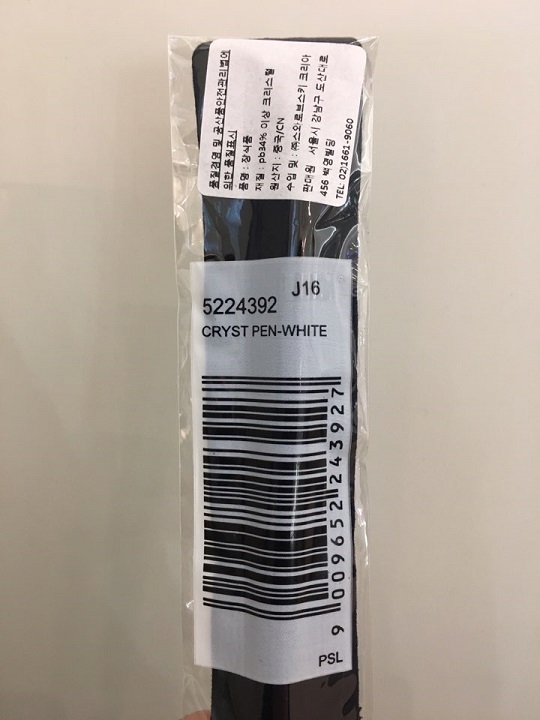 품질경영 및 공산품안전관리법에
의한 품질표시
품명 : 장식품
재질 : pb34% 이상 크리스탈
원산지 : 중국/CN
수입 및 : ㈜스와로브스키 코리아
판매원 서울시 강남구 도산대로
456 박영빌딩
TEL: 02)1661-9060
J16
5224392
CRYST PEN-WHITE
9 009652 243927
PSL